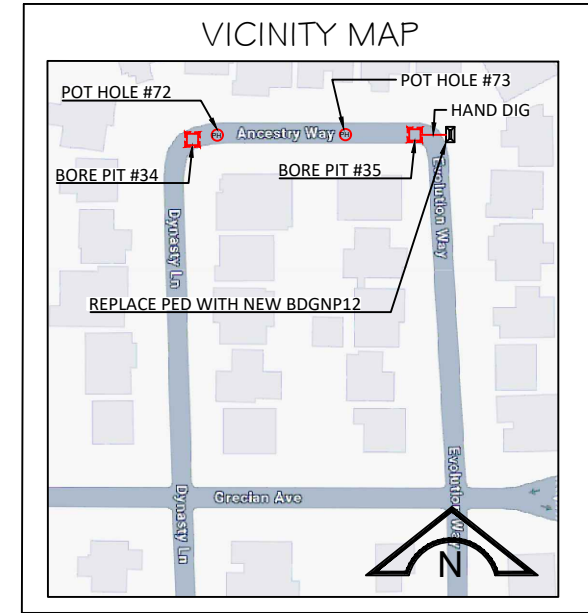 VICINITY MAP
POT HOLE #73
POT HOLE #72
HAND DIG
PH
Ancestry Way
PH
BORE PIT #34
BORE PIT #35
Evolution Way
Dynasty Ln
REPLACE PED WITH NEW BDGNP12
Evolution Way
Grecian Ave
Dynasty Ln
N